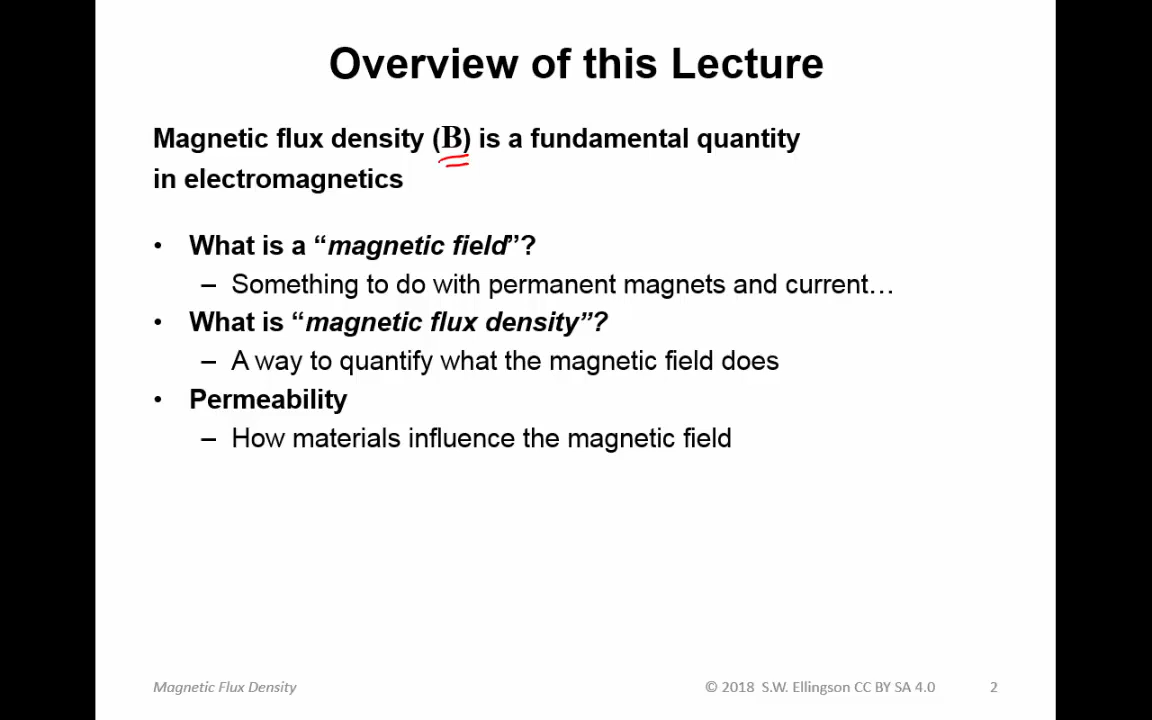 Overview of this Lecture
Magnetic flux density (B) is a fundamental quantity
in electromagnetics
• What is a “magnetic field”?
– Something to do with permanent magnets and current…
• What is “magnetic flux density”?
– A way to quantify what the magnetic field does
• Permeability
– How materials influence the magnetic field
Magnetic Flux Density © 2018 S.W. Ellingson CC BY SA 4.0 2